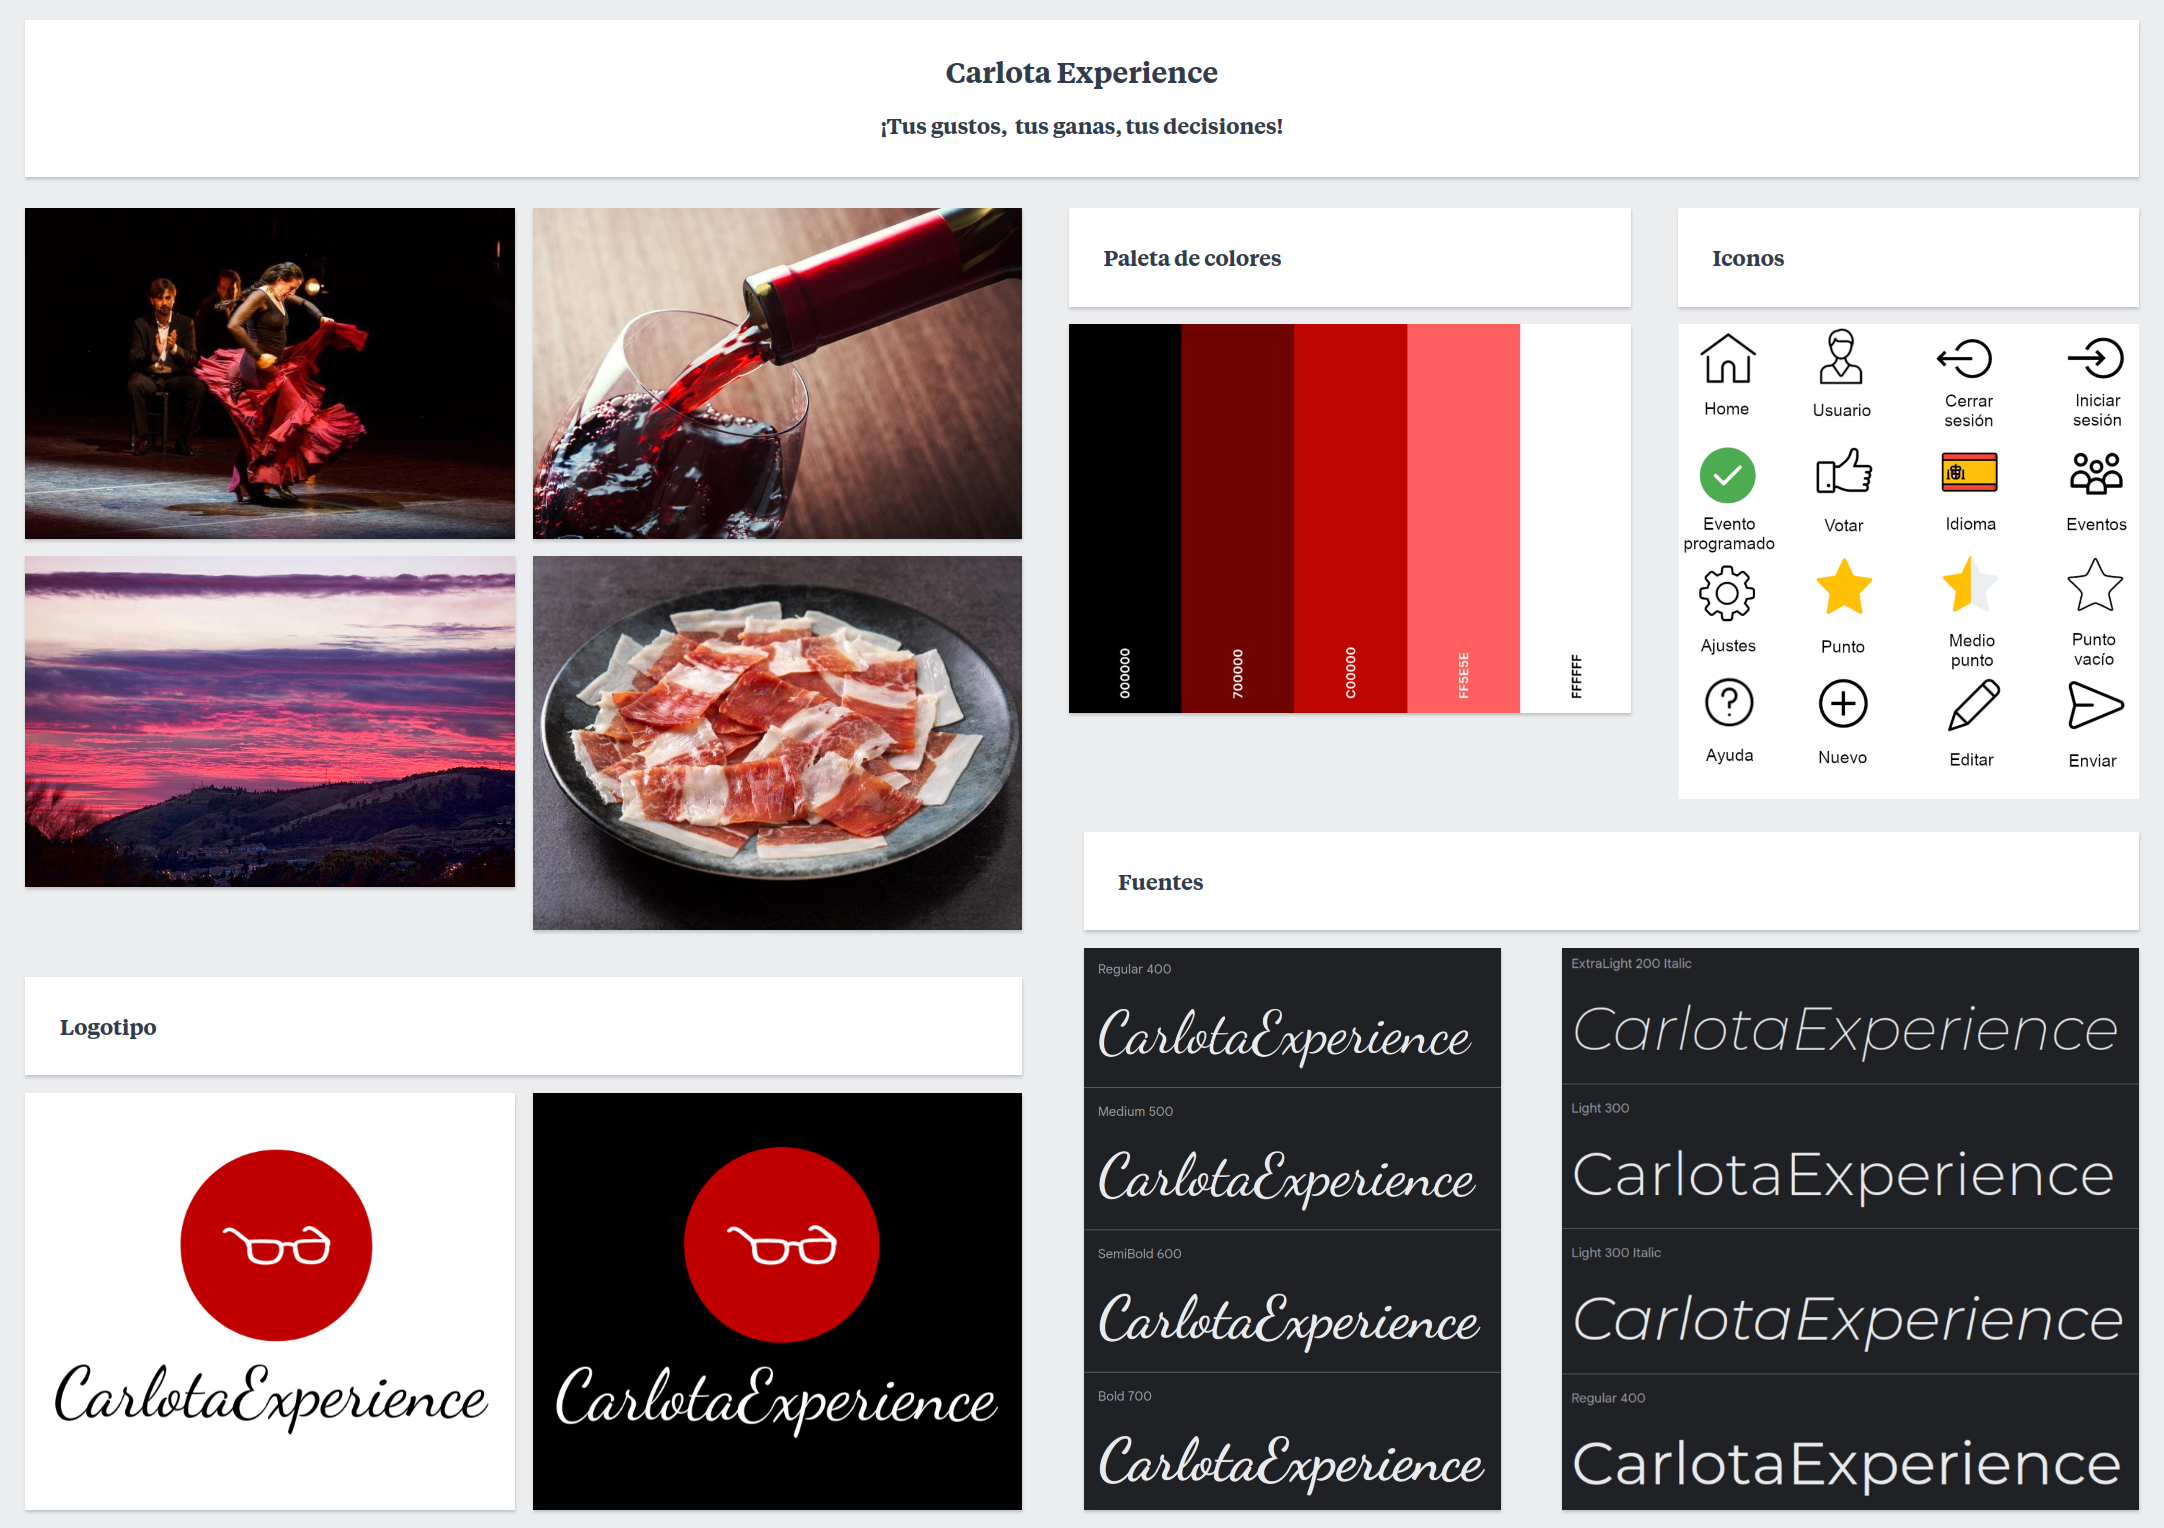 Carlota Experience
¡Tus gustos, tus ganas, tus decisiones!
Paleta de colores
000000
700000
C00000
FF5E5E
FFFFFF
Iconos
Home
Usuario
Cerrar
sesión
Iniciar
sesión
Evento
programado
Votar
Idioma
Eventos
Ajustes
Punto
Medio
punto
Punto
vacío
Ayuda
Nuevo
Editar
Enviar
Logotipo
CarlotaExperience
CarlotaExperience
Fuentes
Regular 400
CarlotaExperience
Medium 500
CarlotaExperience
SemiBold 600
CarlotaExperience
Bold 700
CarlotaExperience
ExtraLight 200 Italic
CarlotaExperience
Light 300
CarlotaExperience
Light 300 Italic
CarlotaExperience
Regular 400
CarlotaExperience